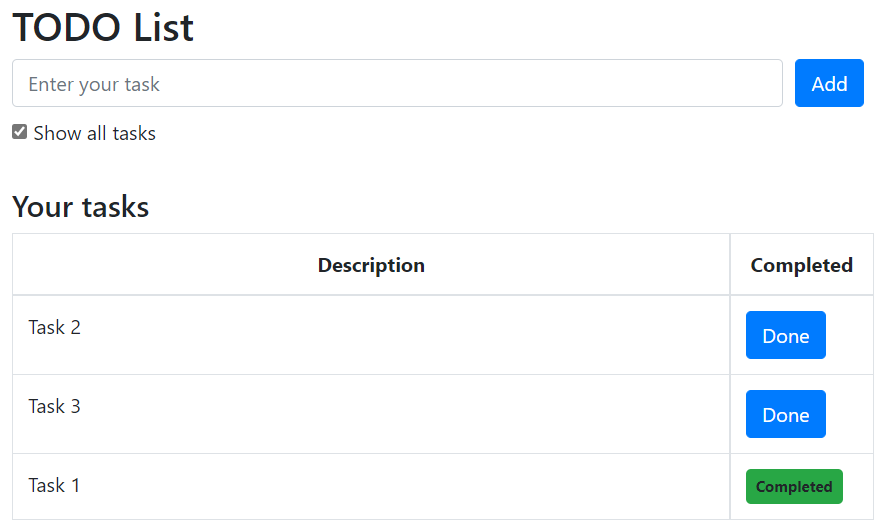 TODO List
Enter your task
Add
Show all tasks
Your tasks
Description Completed
Task 2 Done
Task 3 Done
Task 1 Completed